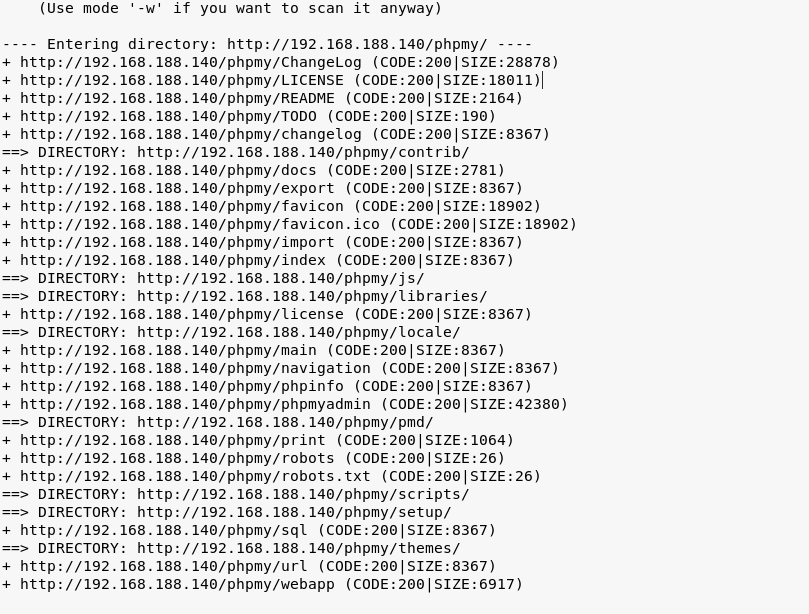 (Use mode '-w' if you want to scan it anyway)
---- Entering directory: http://192.168.188.140/phpmy/ ----
+ http://192.168.188.140/phpmy/ChangeLog (CODE:200|SIZE:28878)
+ http://192.168.188.140/phpmy/LICENSE (CODE:200|SIZE:18011)
+ http://192.168.188.140/phpmy/README (CODE:200|SIZE:2164)
+ http://192.168.188.140/phpmy/TODO (CODE:200|SIZE:190)
+ http://192.168.188.140/phpmy/changelog (CODE:200|SIZE:8367)
==> DIRECTORY: http://192.168.188.140/phpmy/contrib/
+ http://192.168.188.140/phpmy/docs (CODE:200|SIZE:2781)
+ http://192.168.188.140/phpmy/export (CODE:200|SIZE:8367)
+ http://192.168.188.140/phpmy/favicon (CODE:200|SIZE:18902)
+ http://192.168.188.140/phpmy/favicon.ico (CODE:200|SIZE:18902)
+ http://192.168.188.140/phpmy/import (CODE:200|SIZE:8367)
+ http://192.168.188.140/phpmy/index (CODE:200|SIZE:8367)
==> DIRECTORY: http://192.168.188.140/phpmy/js/
==> DIRECTORY: http://192.168.188.140/phpmy/libraries/
+ http://192.168.188.140/phpmy/license (CODE:200|SIZE:8367)
==> DIRECTORY: http://192.168.188.140/phpmy/locale/
+ http://192.168.188.140/phpmy/main (CODE:200|SIZE:8367)
+ http://192.168.188.140/phpmy/navigation (CODE:200|SIZE:8367)
+ http://192.168.188.140/phpmy/phpinfo (CODE:200|SIZE:8367)
+ http://192.168.188.140/phpmy/phpmyadmin (CODE:200|SIZE:42380)
==> DIRECTORY: http://192.168.188.140/phpmy/pmd/
+ http://192.168.188.140/phpmy/print (CODE:200|SIZE:1064)
+ http://192.168.188.140/phpmy/robots (CODE:200|SIZE:26)
+ http://192.168.188.140/phpmy/robots.txt (CODE:200|SIZE:26)
==> DIRECTORY: http://192.168.188.140/phpmy/scripts/
==> DIRECTORY: http://192.168.188.140/phpmy/setup/
+ http://192.168.188.140/phpmy/sql (CODE:200|SIZE:8367)
==> DIRECTORY: http://192.168.188.140/phpmy/themes/
+ http://192.168.188.140/phpmy/url (CODE:200|SIZE:8367)
+ http://192.168.188.140/phpmy/webapp (CODE:200|SIZE:6917)